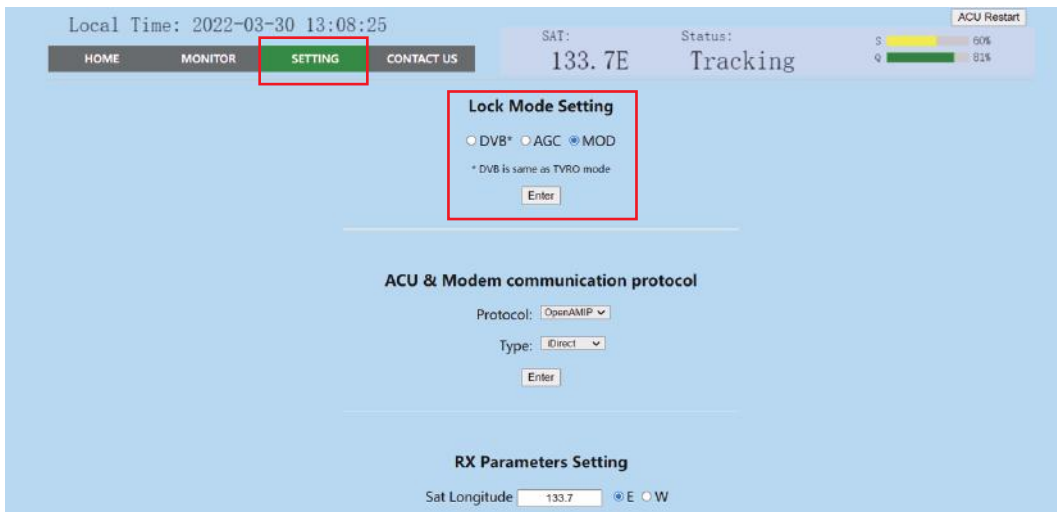 Local Time: 2022-03-30 13:08:25
ACU Restart
SAT: Status:
133.7E Tracking
S 60%
Q 81%
HOME MONITOR SETTING CONTACT US
Lock Mode Setting
DVB* AGC MOD
* DVB is same as TVRO mode
Enter
ACU & Modem communication protocol
Protocol: OpenAMIP
Type: iDirect
Enter
RX Parameters Setting
Sat Longitude 133.7 E W